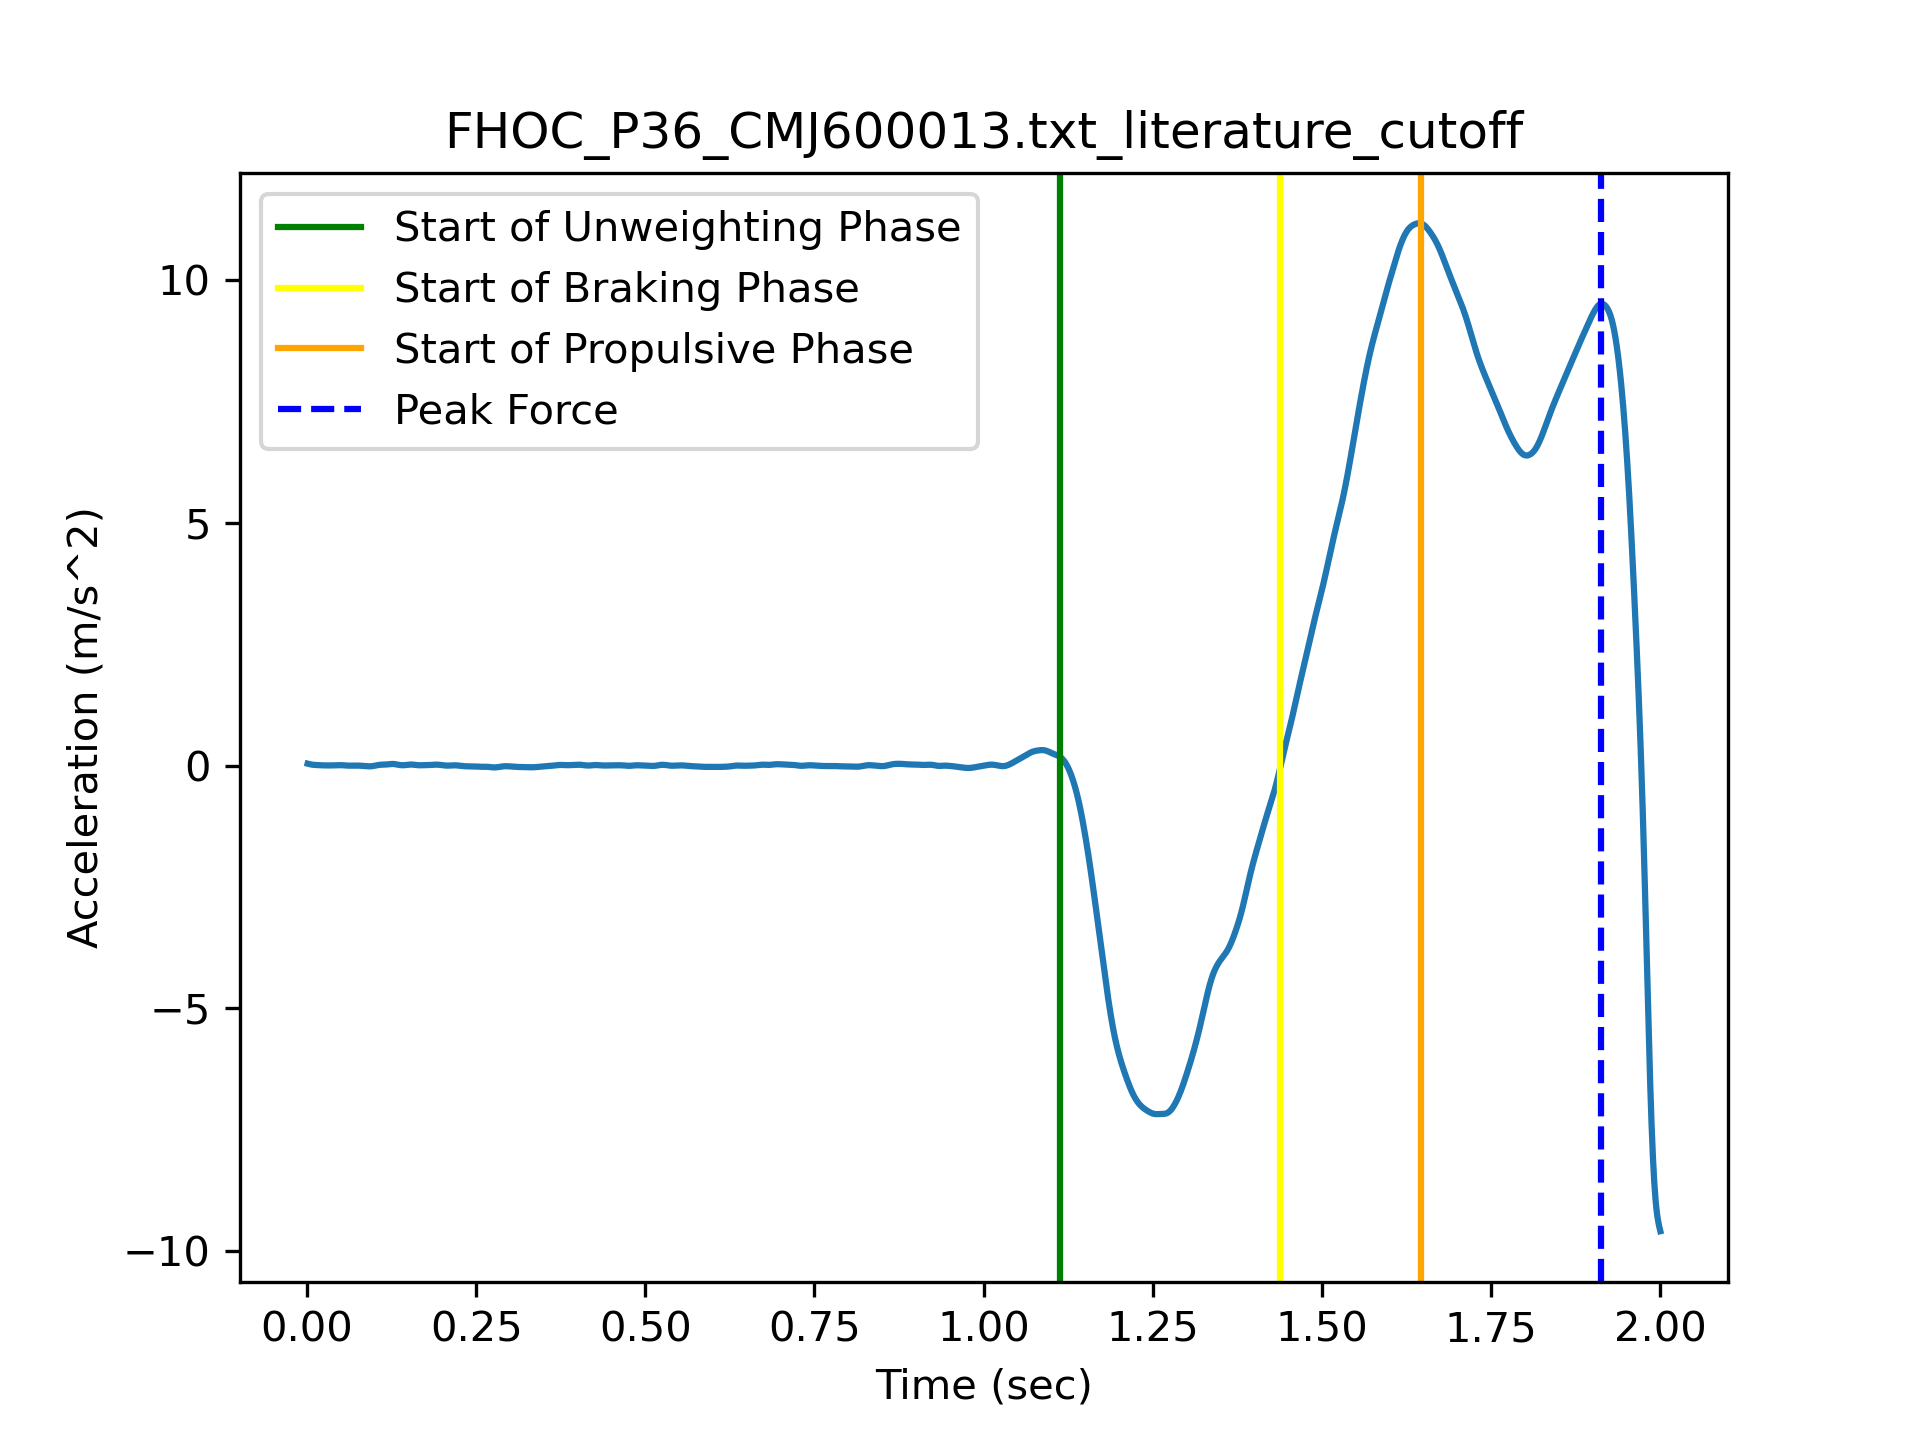 FHOC_P36_CMJ600013.txt_literature_cutoff
Start of Unweighting Phase
Start of Braking Phase
Start of Propulsive Phase
Peak Force
10
5
0
−5
−10
Acceleration (m/s^2)
0.00 0.25 0.50 0.75 1.00 1.25 1.50 1.75 2.00
Time (sec)